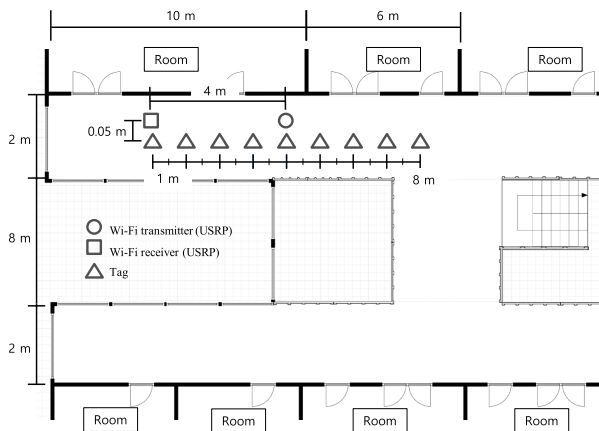 10 m
6 m
Room
Room
Room
4 m
2 m
0.05 m
1 m
8 m
8 m
Wi-Fi transmitter (USRP)
Wi-Fi receiver (USRP)
Tag
2 m
Room
Room
Room
Room